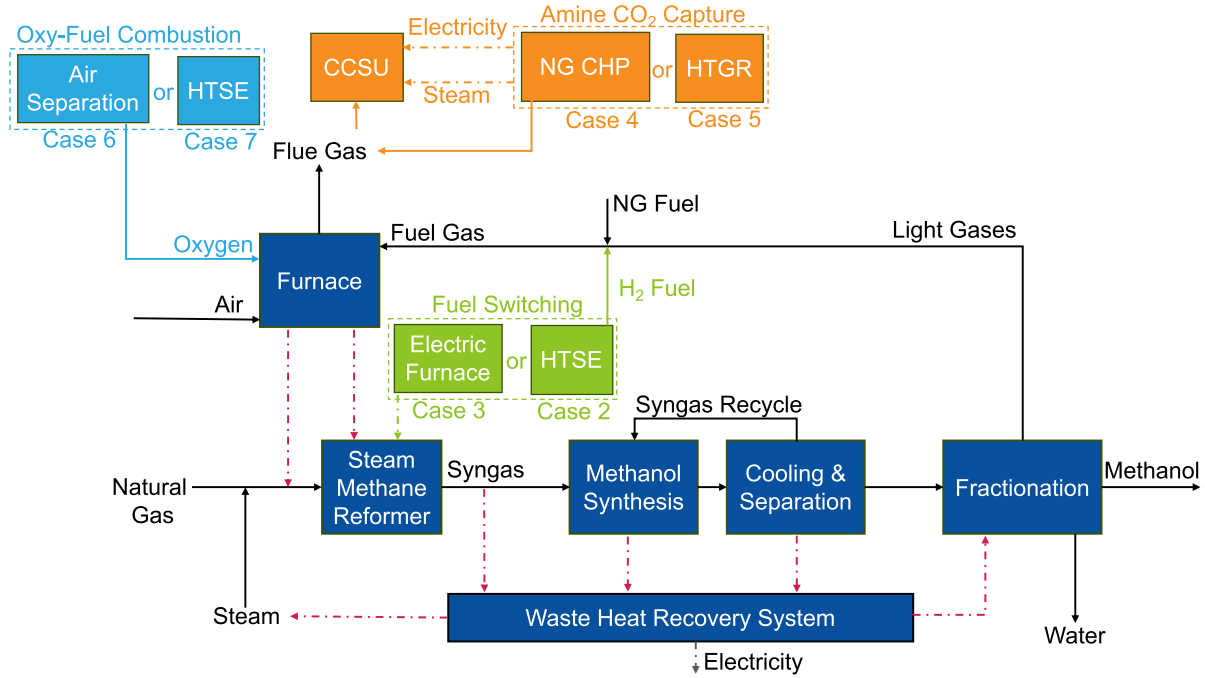 Oxy-Fuel Combustion
Air
Separation
or
HTSE
Case 6
Case 7
CCSU
Electricity
Steam
Amine CO₂ Capture
NG CHP
or
HTGR
Case 4
Case 5
Flue Gas
NG Fuel
Fuel Gas
Light Gases
Oxygen
Furnace
H₂ Fuel
Air
Fuel Switching
Electric
Furnace
or
HTSE
Case 3
Case 2
Syngas Recycle
Natural
Gas
Steam
Methane
Reformer
Syngas
Methanol
Synthesis
Cooling &
Separation
Fractionation
Methanol
Steam
Waste Heat Recovery System
Water
Electricity